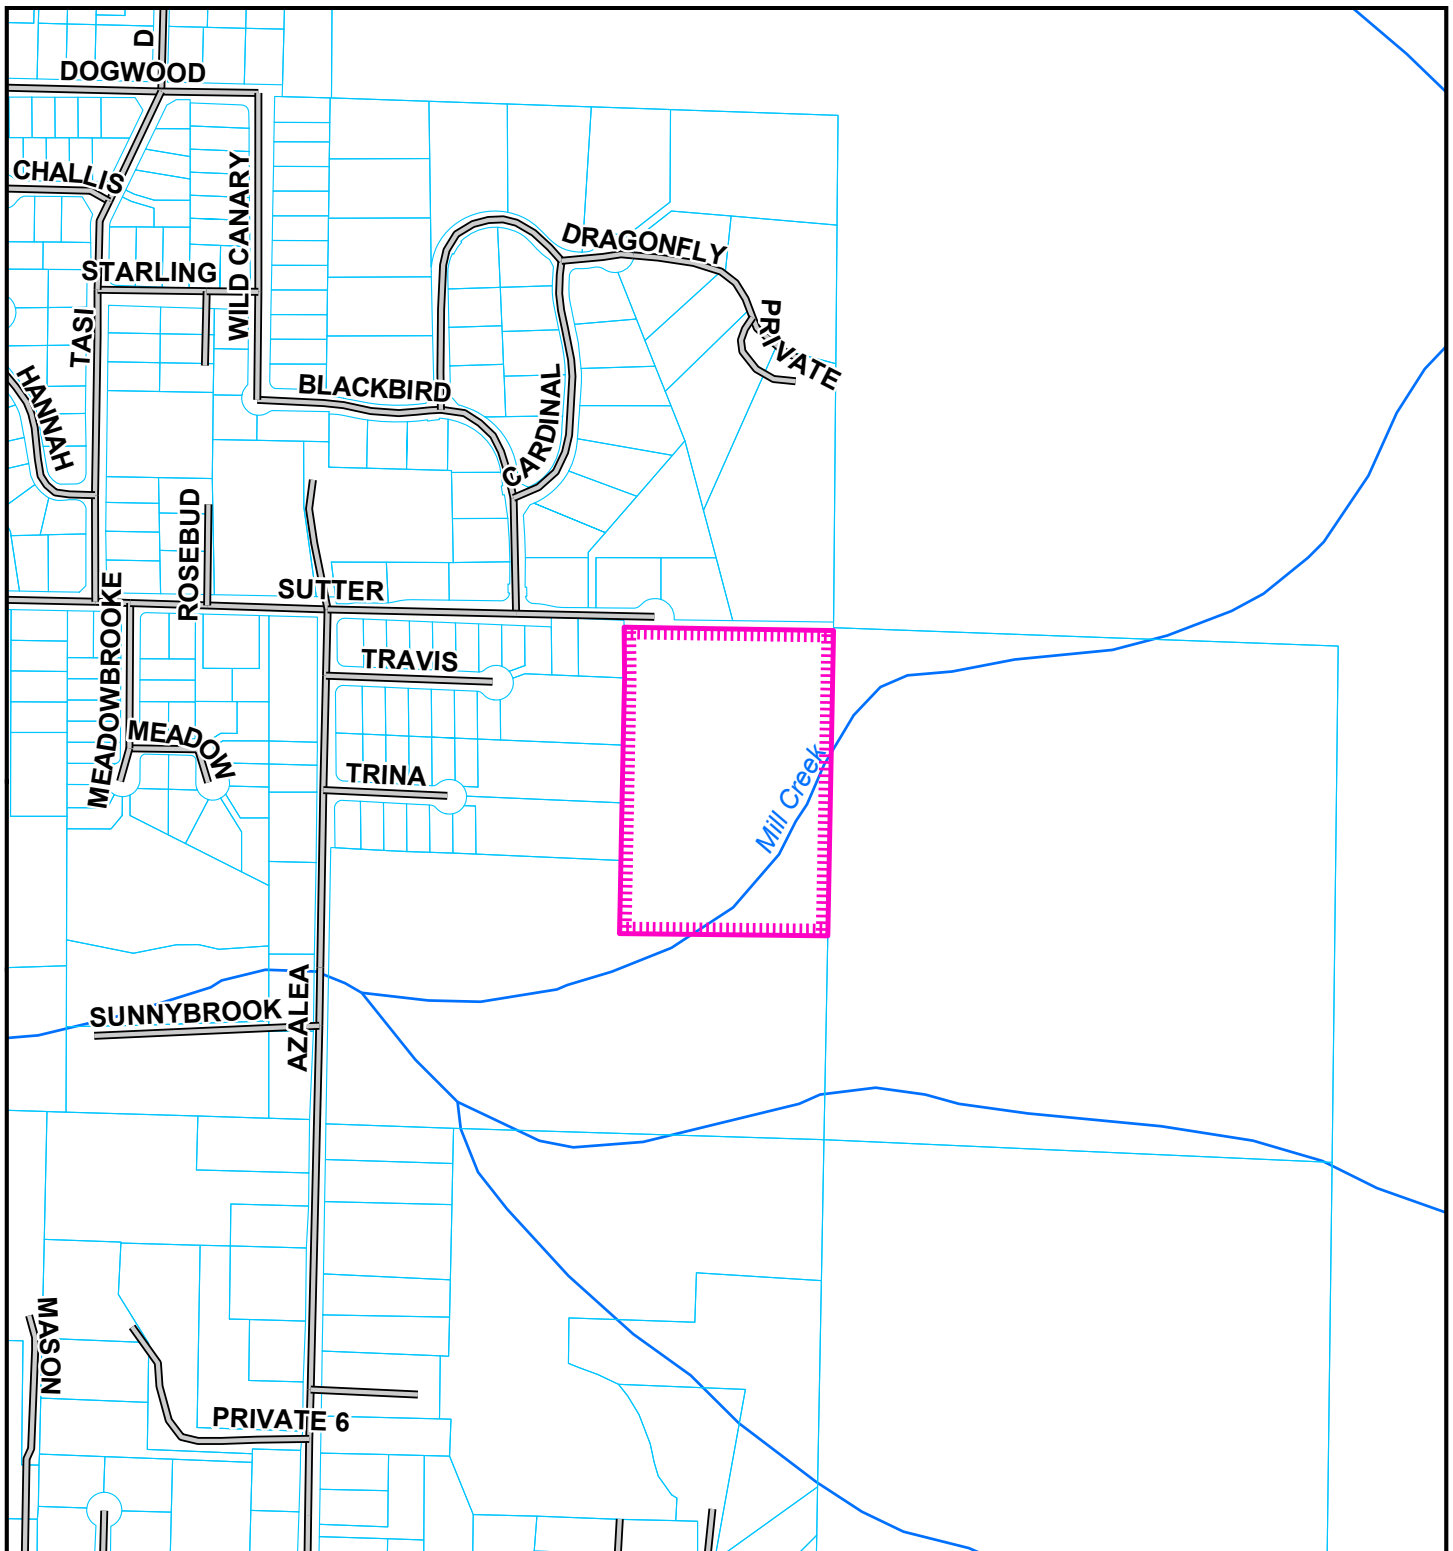 D
DOGWOOD
CHALLIS
WILD CANARY
DRAGONFLY
STARLING
TASI
PRIVATE
HANNAH
BLACKBIRD
CARDINAL
ROSEBUD
SUTTER
MEADOWBROOKE
TRAVIS
MEADOW
TRINA
Mill Creek
SUNNYBROOK
AZALEA
MASON
PRIVATE 6